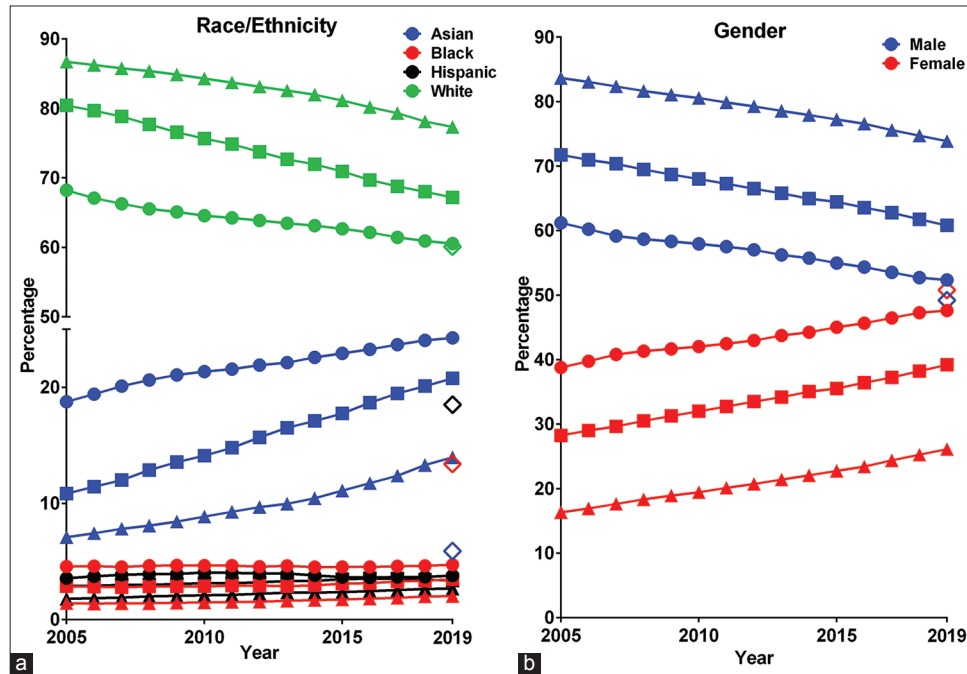 Race/Ethnicity
Asian
Black
Hispanic
White
90
80
70
60
50
20
10
0
Percentage
2005
2010
2015
2019
Year
a
Gender
Male
Female
90
80
70
60
50
40
30
20
10
0
Percentage
2005
2010
2015
2019
Year
b